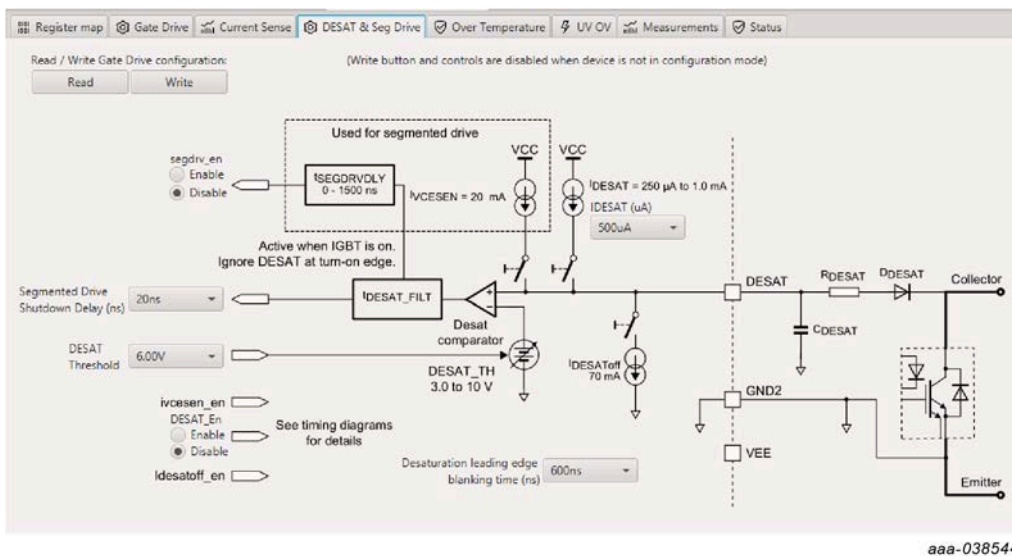 Register map
Gate Drive
Current Sense
DESAT & Seg Drive
Over Temperature
UV OV
Measurements
Status
Read / Write Gate Drive configuration:
(Write button and controls are disabled when device is not in configuration mode)
Read
Write
Used for segmented drive
segdrv_en
Enable
Disable
tSEGDRVDLY
0 - 1500 ns
IVCESEN = 20 mA
VCC
VCC
IDESAT = 250 µA to 1.0 mA
IDESAT (uA)
500uA
Active when IGBT is on.
Ignore DESAT at turn-on edge.
Segmented Drive
Shutdown Delay (ns)
20ns
tDESAT_FILT
Desat
comparator
DESAT
RDESAT
DDESAT
Collector
CDESAT
DESAT
Threshold
6.00V
DESAT_TH
3.0 to 10 V
IDESAToff
70 mA
GND2
ivcesen_en
DESAT_En
Enable
Disable
See timing diagrams
for details
Idesatoff_en
Desaturation leading edge
blanking time (ns)
600ns
VEE
Emitter